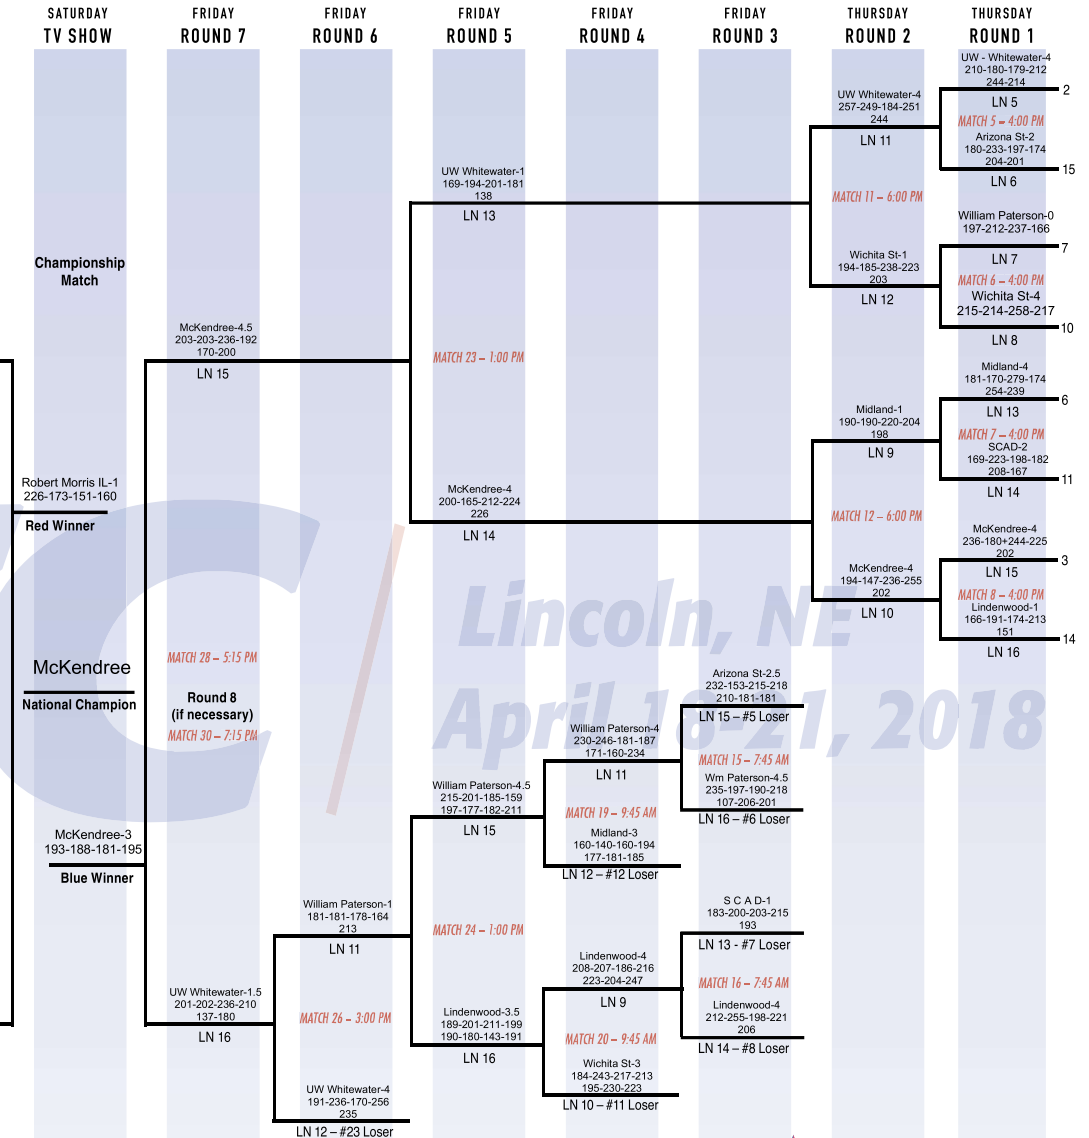 SATURDAY
TV SHOW
FRIDAY
ROUND 7
FRIDAY
ROUND 6
FRIDAY
ROUND 5
FRIDAY
ROUND 4
FRIDAY
ROUND 3
THURSDAY
ROUND 2
THURSDAY
ROUND 1
Championship
Match
Robert Morris IL-1
226-173-151-160
Red Winner
McKendree
National Champion
McKendree-3
193-188-181-195
Blue Winner
McKendree-4.5
203-203-236-192
170-200
LN 15
MATCH 28 – 5:15 PM
Round 8
(if necessary)
MATCH 30 – 7:15 PM
UW Whitewater-1.5
201-202-236-210
137-180
LN 16
William Paterson-1
181-181-178-164
213
LN 11
MATCH 26 – 3:00 PM
UW Whitewater-4
191-236-170-256
235
LN 12 – #23 Loser
UW Whitewater-1
169-194-201-181
138
LN 13
MATCH 23 – 1:00 PM
McKendree-4
200-165-212-224
226
LN 14
William Paterson-4.5
215-201-185-159
197-177-182-211
LN 15
MATCH 24 – 1:00 PM
Lindenwood-3.5
189-201-211-199
190-180-143-191
LN 16
William Paterson-4
230-246-181-187
171-160-234
LN 11
MATCH 19 – 9:45 AM
Midland-3
160-140-160-194
177-181-185
LN 12 – #12 Loser
Lindenwood-4
208-207-186-216
223-204-247
LN 9
MATCH 20 – 9:45 AM
Wichita St-3
184-243-217-213
195-230-223
LN 10 – #11 Loser
Arizona St-2.5
232-153-215-218
210-181-181
LN 15 – #5 Loser
MATCH 15 – 7:45 AM
Wm Paterson-4.5
235-197-190-218
107-206-201
LN 16 – #6 Loser
S C A D-1
183-200-203-215
193
LN 13 - #7 Loser
MATCH 16 – 7:45 AM
Lindenwood-4
212-255-198-221
206
LN 14 – #8 Loser
UW Whitewater-4
257-249-184-251
244
LN 11
MATCH 11 – 6:00 PM
Wichita St-1
194-185-238-223
203
LN 12
Midland-1
190-190-220-204
198
LN 9
MATCH 12 – 6:00 PM
McKendree-4
194-147-236-255
202
LN 10
UW - Whitewater-4
210-180-179-212
244-214
2
LN 5
MATCH 5 – 4:00 PM
Arizona St-2
180-233-197-174
204-201
15
LN 6
William Paterson-0
197-212-237-166
7
LN 7
MATCH 6 – 4:00 PM
Wichita St-4
215-214-258-217
10
LN 8
Midland-4
181-170-279-174
254-239
6
LN 13
MATCH 7 – 4:00 PM
SCAD-2
169-223-198-182
208-167
11
LN 14
McKendree-4
236-180+244-225
202
3
LN 15
MATCH 8 – 4:00 PM
Lindenwood-1
166-191-174-213
151
14
LN 16
C/
Lincoln, NE
April 18-21, 2018